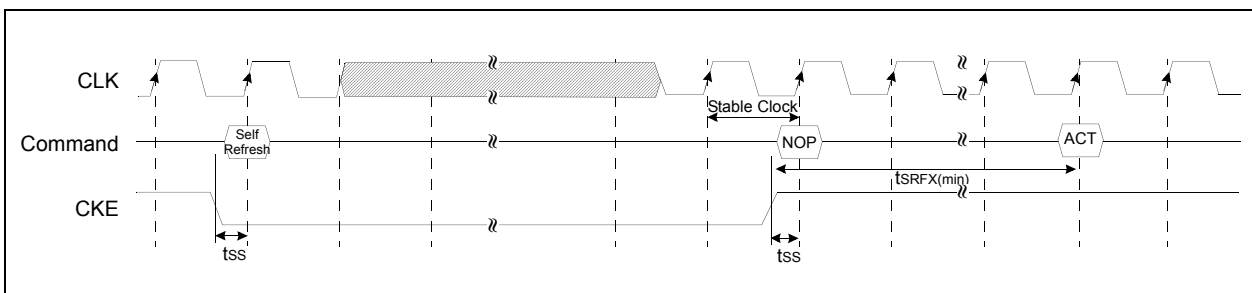 CLK
Stable Clock
Command
Self
Refresh
NOP
ACT
tSRFX(min)
CKE
tss
tss